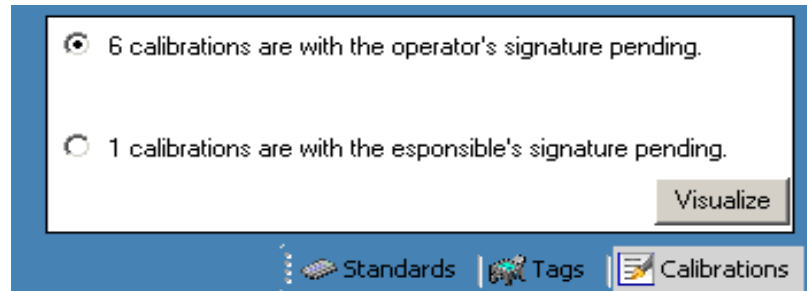 6 calibrations are with the operator's signature pending.
1 calibrations are with the esponsible's signature pending.
Visualize
Standards Tags Calibrations